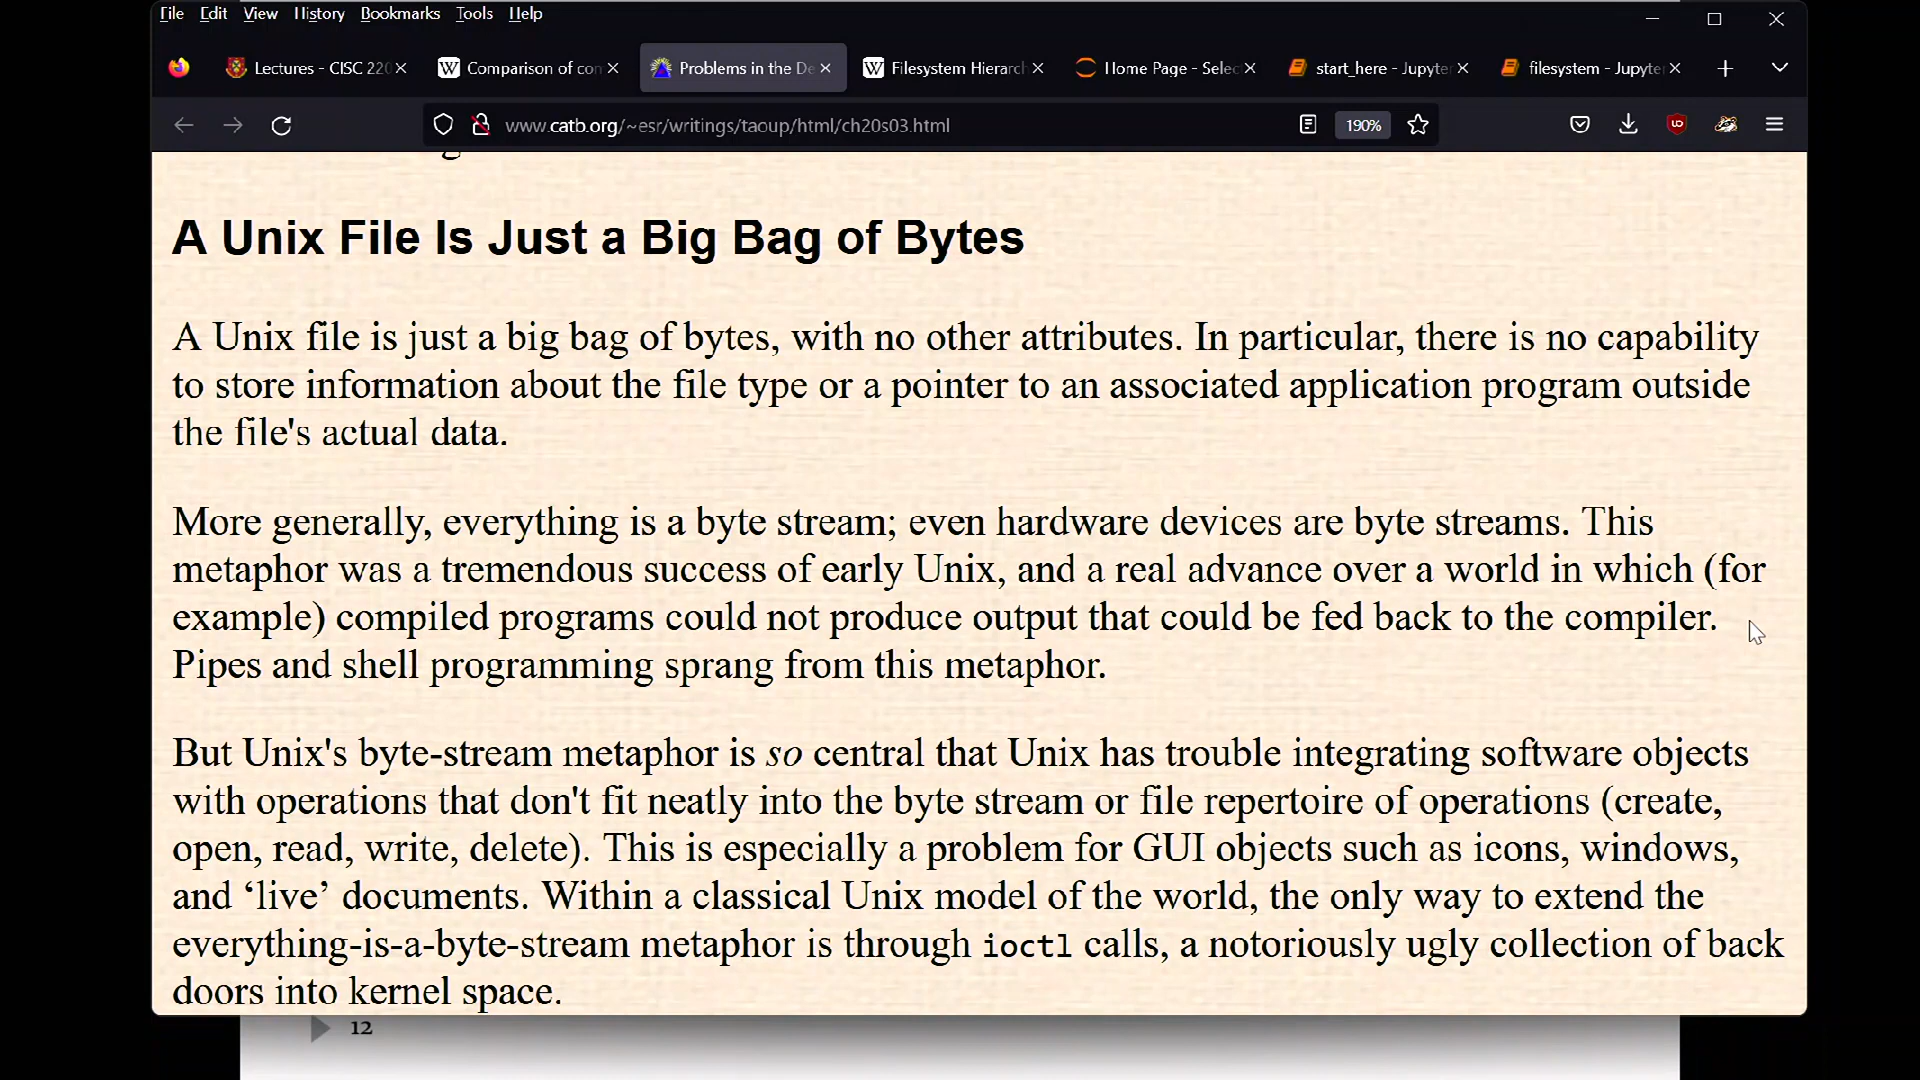 File Edit View History Bookmarks Tools Help
Lectures - CISC 220
Comparison of con
Problems in the De
Filesystem Hierarch
Home Page - Selec
start_here - Jupyter
filesystem - Jupyter
www.catb.org/~esr/writings/taoup/html/ch20s03.html
190%
A Unix File Is Just a Big Bag of Bytes
A Unix file is just a big bag of bytes, with no other attributes. In particular, there is no capability
to store information about the file type or a pointer to an associated application program outside
the file's actual data.
More generally, everything is a byte stream; even hardware devices are byte streams. This
metaphor was a tremendous success of early Unix, and a real advance over a world in which (for
example) compiled programs could not produce output that could be fed back to the compiler.
Pipes and shell programming sprang from this metaphor.
But Unix's byte-stream metaphor is so central that Unix has trouble integrating software objects
with operations that don't fit neatly into the byte stream or file repertoire of operations (create,
open, read, write, delete). This is especially a problem for GUI objects such as icons, windows,
and ‘live’ documents. Within a classical Unix model of the world, the only way to extend the
everything-is-a-byte-stream metaphor is through ioctl calls, a notoriously ugly collection of back
doors into kernel space.
12